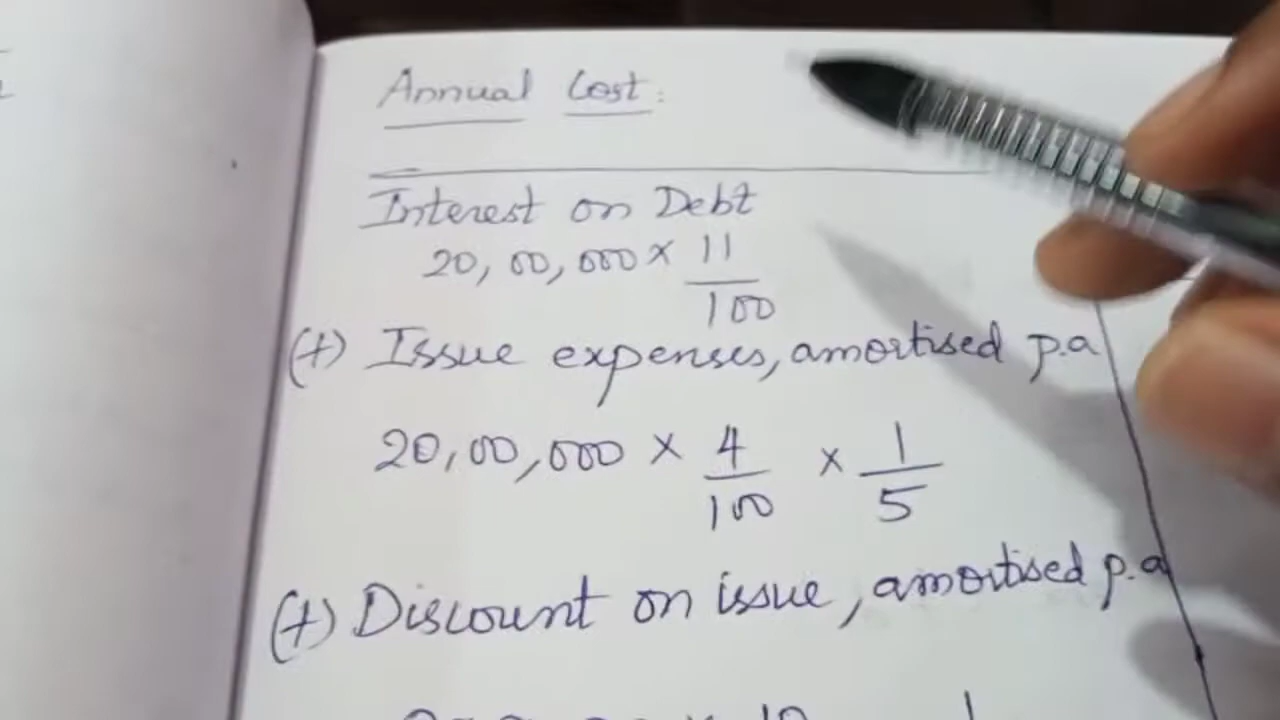 Annual Cost:
Interest on Debt
20,00,000 × 11/100
(+) Issue expenses, amortised p.a
20,00,000 × 4/100 × 1/5
(+) Discount on issue, amortised p.a